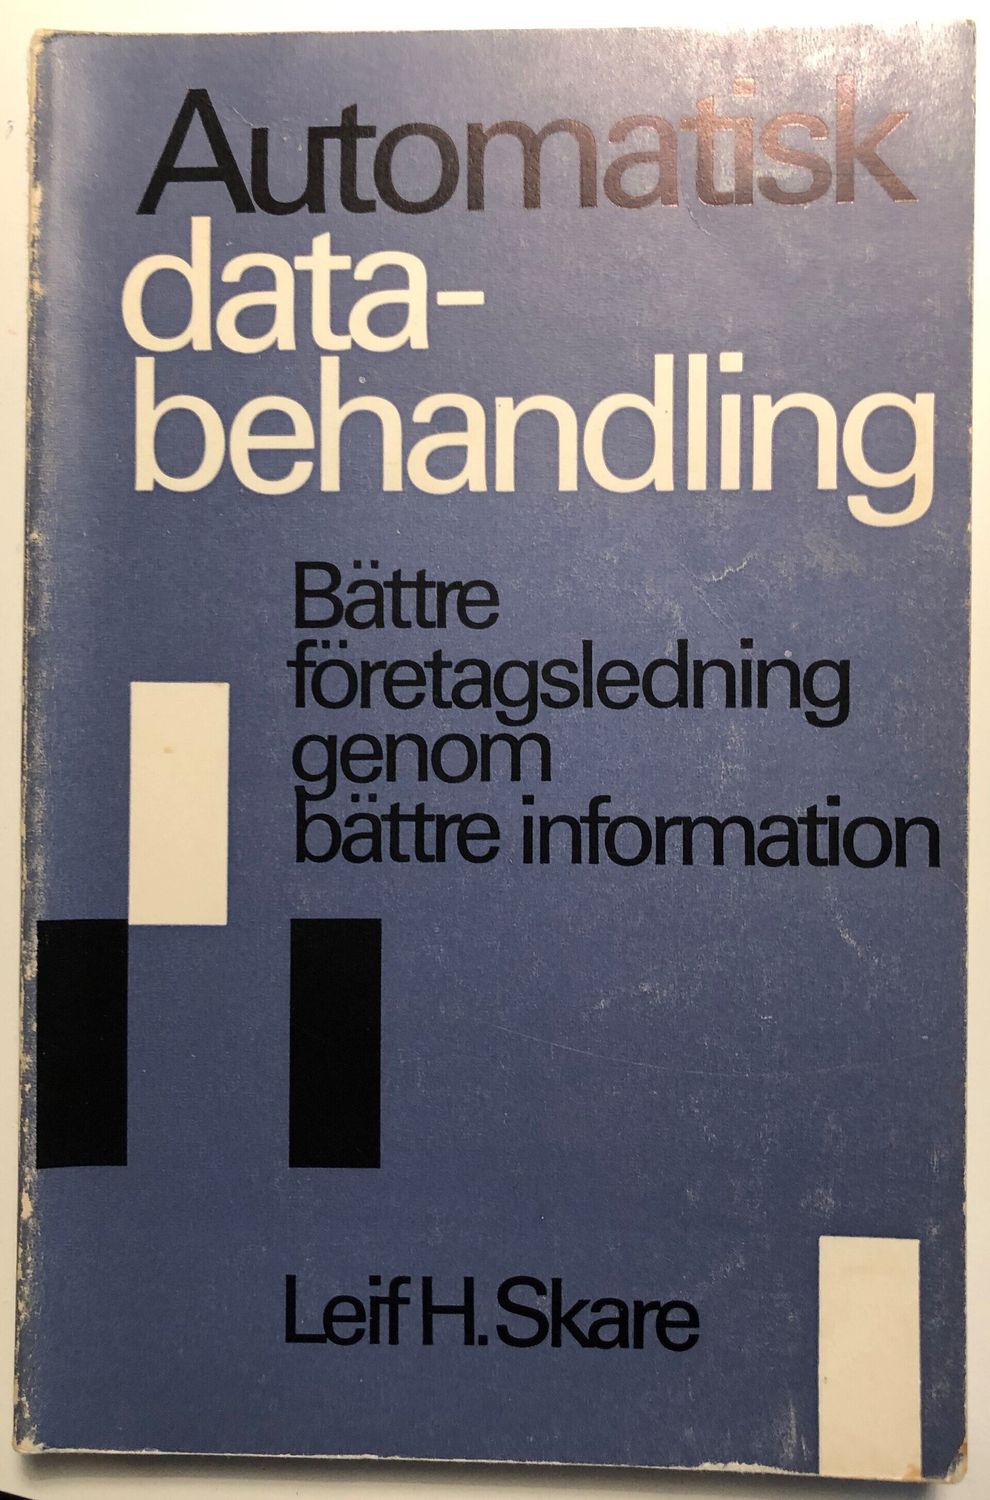 Automatisk
data-
behandling
Bättre
företagsledning
genom
bättre information
Leif H. Skare